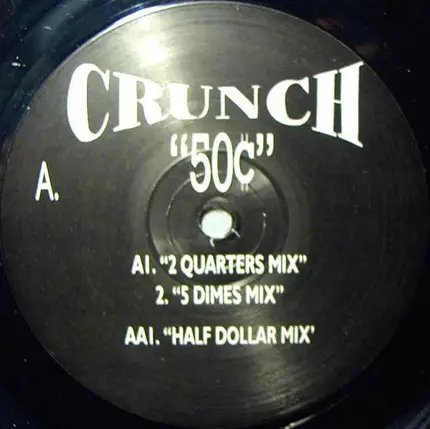 CRUNCH
"50¢"
A.
A1. "2 QUARTERS MIX"
2. "5 DIMES MIX"
AA1. "HALF DOLLAR MIX'